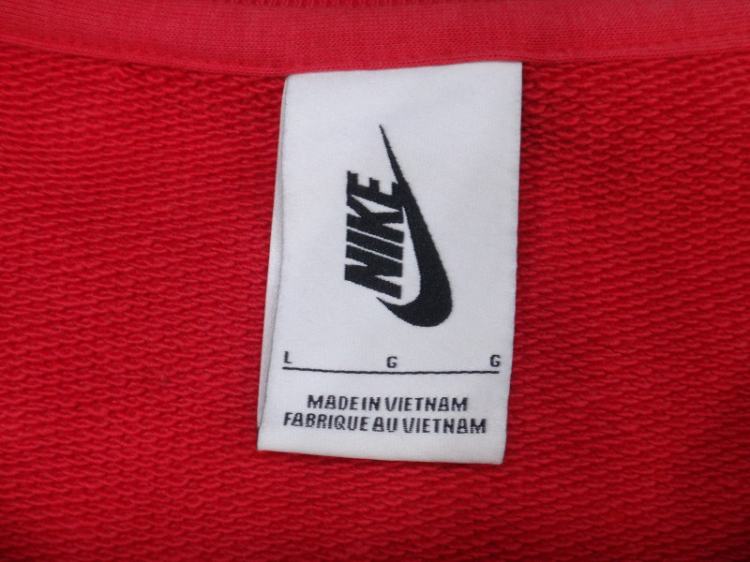 NIKE
L G G
MADE IN VIETNAM
FABRIQUE AU VIETNAM